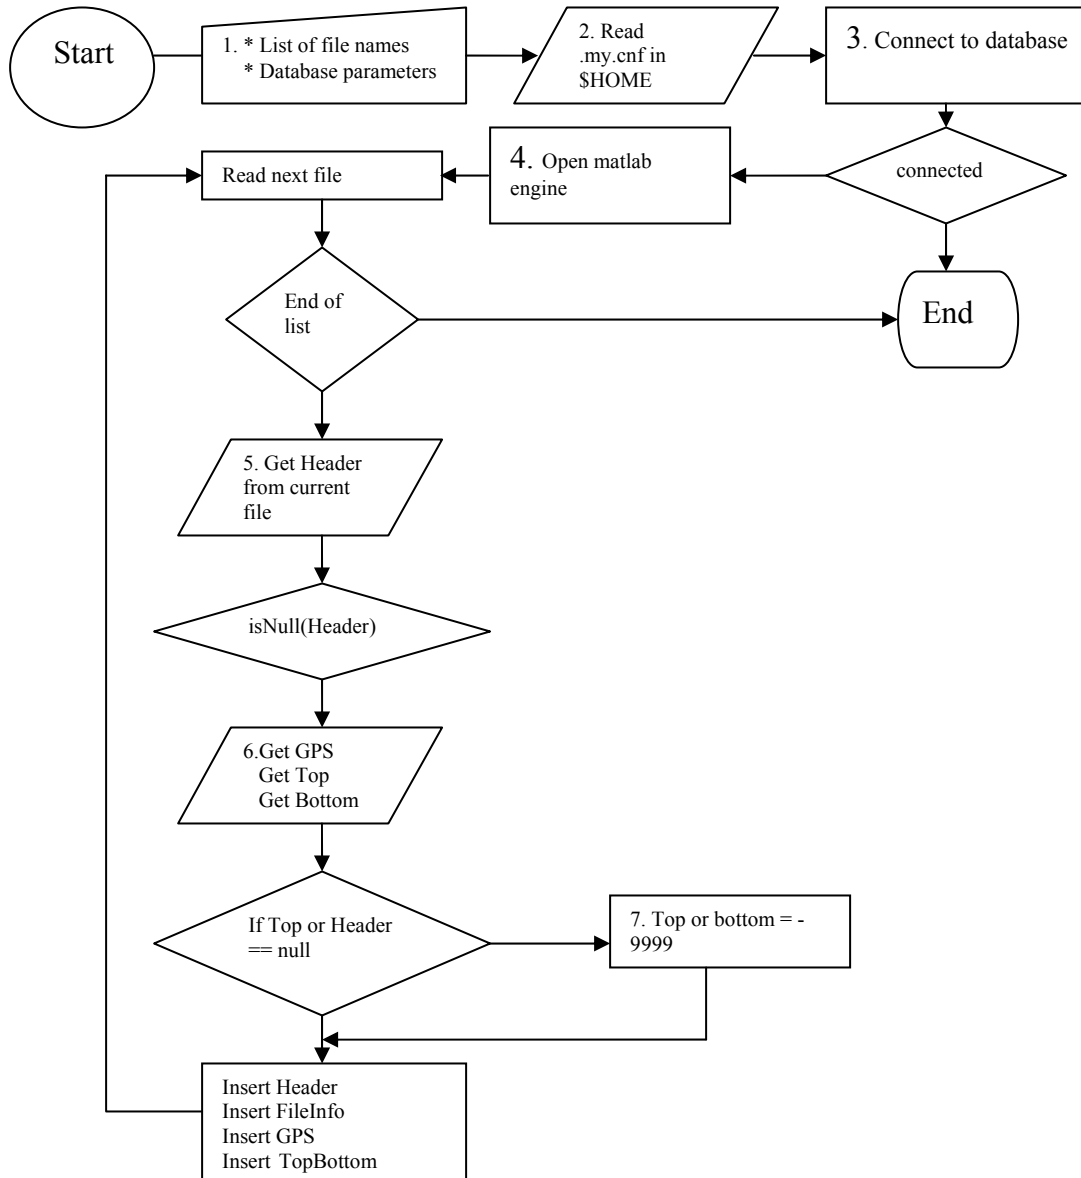 Start
1. * List of file names
* Database parameters
2. Read
.my.cnf in
$HOME
3. Connect to database
connected
4. Open matlab
engine
Read next file
End of
list
End
5. Get Header
from current
file
isNull(Header)
6.Get GPS
Get Top
Get Bottom
If Top or Header
== null
7. Top or bottom = -
9999
Insert Header
Insert FileInfo
Insert GPS
Insert TopBottom